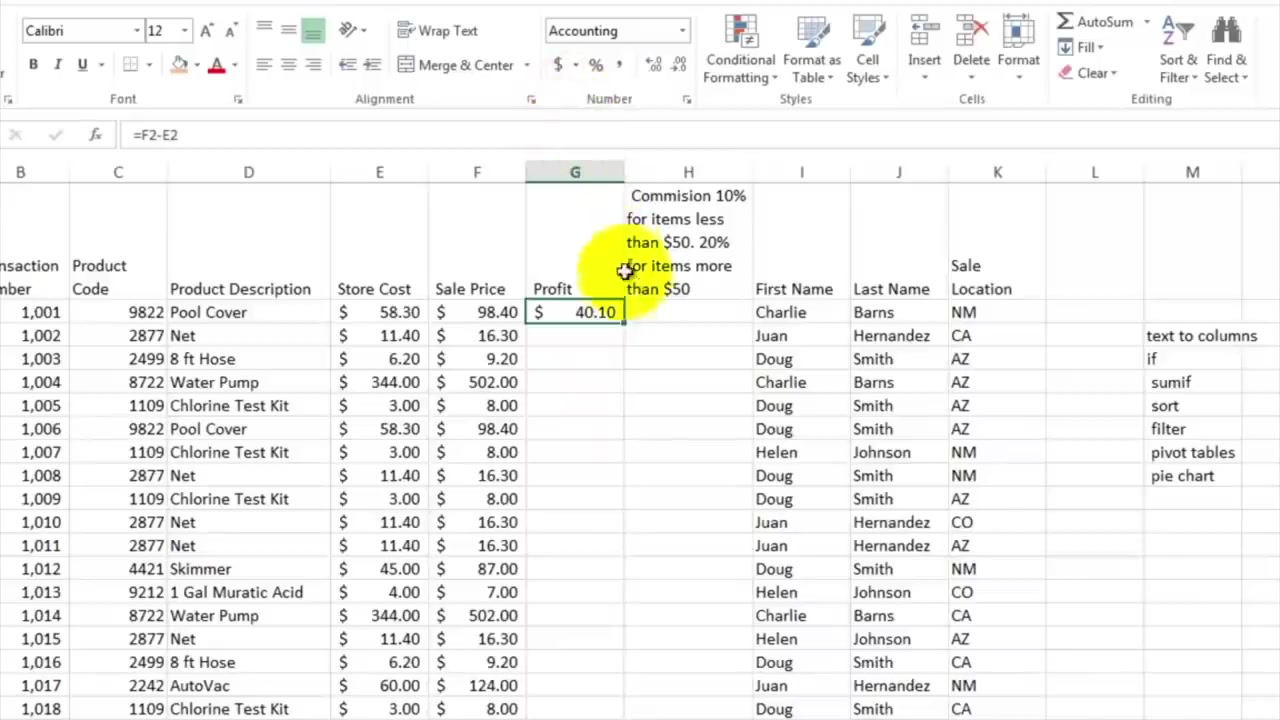 Calibri 12 Wrap Text Accounting AutoSum
B I U Merge & Center $ % , Conditional Formatting Format as Table Cell Styles Insert Delete Format Fill Clear Sort & Filter Find & Select
Font Alignment Number Styles Cells Editing
fx =F2-E2
B C D E F G H I J K L M
nsaction nber Product Code Product Description Store Cost Sale Price Profit Commision 10% for items less than $50. 20% for items more than $50 First Name Last Name Sale Location
1,001 9822 Pool Cover $ 58.30 $ 98.40 $ 40.10 Charlie Barns NM
1,002 2877 Net $ 11.40 $ 16.30 Juan Hernandez CA text to columns
1,003 2499 8 ft Hose $ 6.20 $ 9.20 Doug Smith AZ if
1,004 8722 Water Pump $ 344.00 $ 502.00 Charlie Barns AZ sumif
1,005 1109 Chlorine Test Kit $ 3.00 $ 8.00 Doug Smith AZ sort
1,006 9822 Pool Cover $ 58.30 $ 98.40 Doug Smith AZ filter
1,007 1109 Chlorine Test Kit $ 3.00 $ 8.00 Helen Johnson NM pivot tables
1,008 2877 Net $ 11.40 $ 16.30 Doug Smith NM pie chart
1,009 1109 Chlorine Test Kit $ 3.00 $ 8.00 Doug Smith AZ
1,010 2877 Net $ 11.40 $ 16.30 Juan Hernandez CO
1,011 2877 Net $ 11.40 $ 16.30 Juan Hernandez AZ
1,012 4421 Skimmer $ 45.00 $ 87.00 Doug Smith NM
1,013 9212 1 Gal Muratic Acid $ 4.00 $ 7.00 Helen Johnson CO
1,014 8722 Water Pump $ 344.00 $ 502.00 Charlie Barns CA
1,015 2877 Net $ 11.40 $ 16.30 Helen Johnson AZ
1,016 2499 8 ft Hose $ 6.20 $ 9.20 Doug Smith CA
1,017 2242 AutoVac $ 60.00 $ 124.00 Juan Hernandez NM
1,018 1109 Chlorine Test Kit $ 3.00 $ 8.00 Doug Smith CA